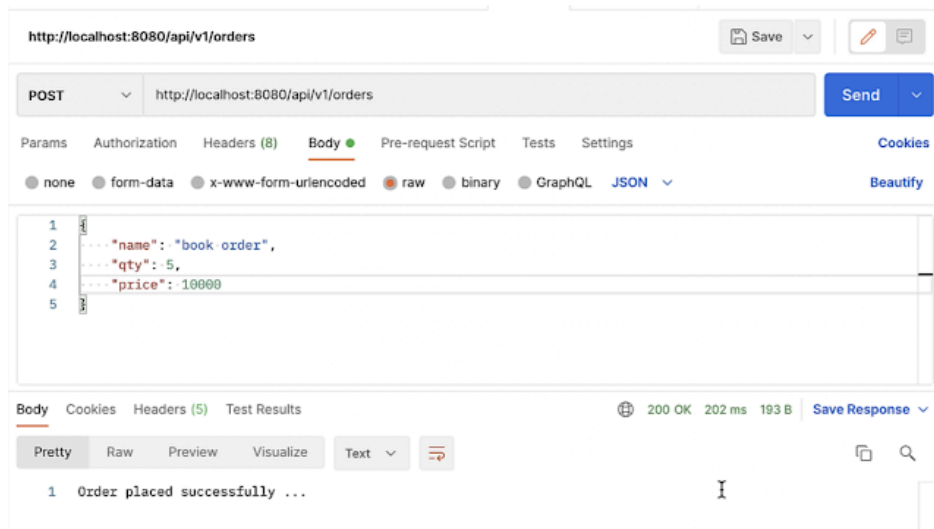 http://localhost:8080/api/v1/orders Save
POST http://localhost:8080/api/v1/orders Send
Params Authorization Headers (8) Body Pre-request Script Tests Settings Cookies
none form-data x-www-form-urlencoded raw binary GraphQL JSON Beautify
1 {
2 "name": "book order",
3 "qty": 5,
4 "price": 10000
5 }
Body Cookies Headers (5) Test Results 200 OK 202 ms 193 B Save Response
Pretty Raw Preview Visualize Text
1 Order placed successfully ...